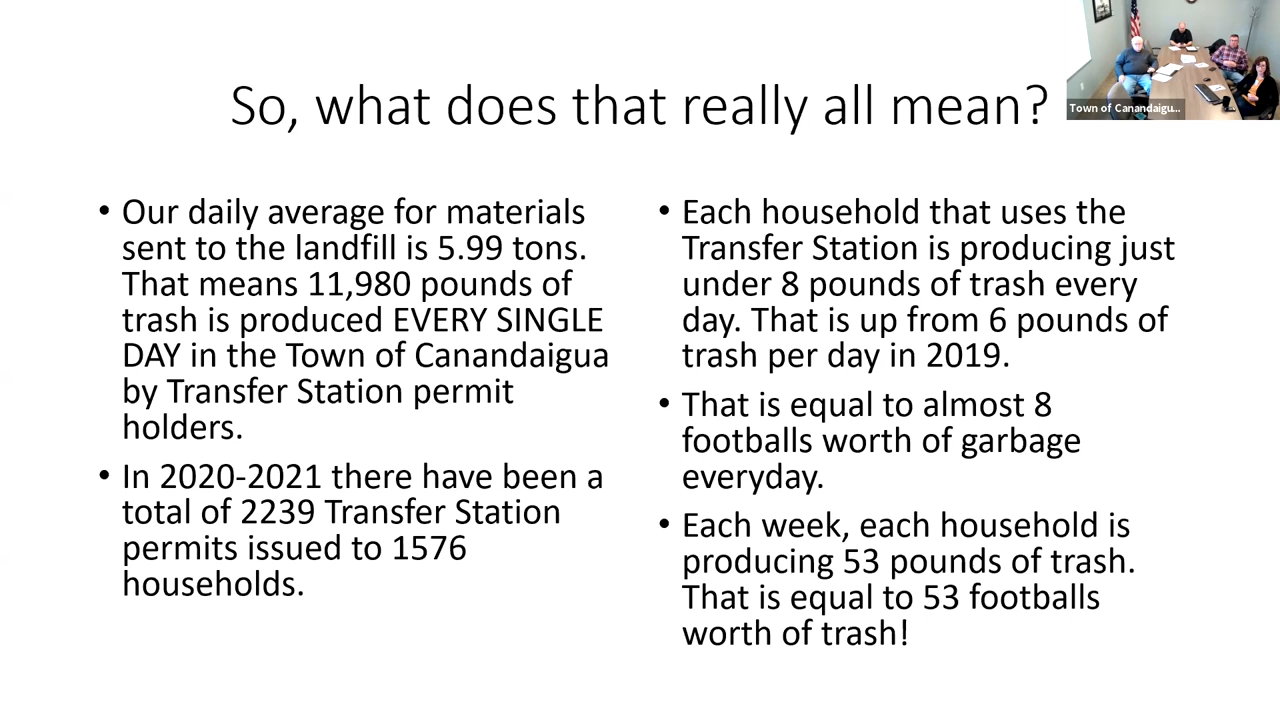 So, what does that really all mean?
Town of Canandaigu...
• Our daily average for materials
sent to the landfill is 5.99 tons.
That means 11,980 pounds of
trash is produced EVERY SINGLE
DAY in the Town of Canandaigua
by Transfer Station permit
holders.
• In 2020-2021 there have been a
total of 2239 Transfer Station
permits issued to 1576
households.
• Each household that uses the
Transfer Station is producing just
under 8 pounds of trash every
day. That is up from 6 pounds of
trash per day in 2019.
• That is equal to almost 8
footballs worth of garbage
everyday.
• Each week, each household is
producing 53 pounds of trash.
That is equal to 53 footballs
worth of trash!